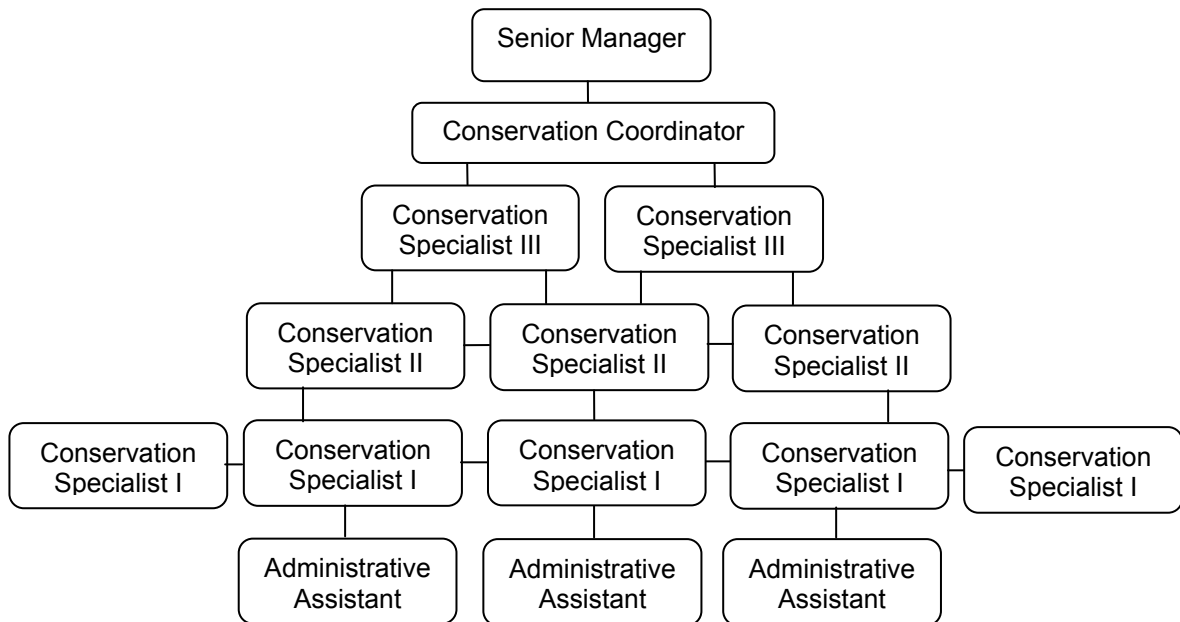 Senior Manager
Conservation Coordinator
Conservation
Specialist III
Conservation
Specialist III
Conservation
Specialist II
Conservation
Specialist II
Conservation
Specialist II
Conservation
Specialist I
Conservation
Specialist I
Conservation
Specialist I
Conservation
Specialist I
Conservation
Specialist I
Administrative
Assistant
Administrative
Assistant
Administrative
Assistant